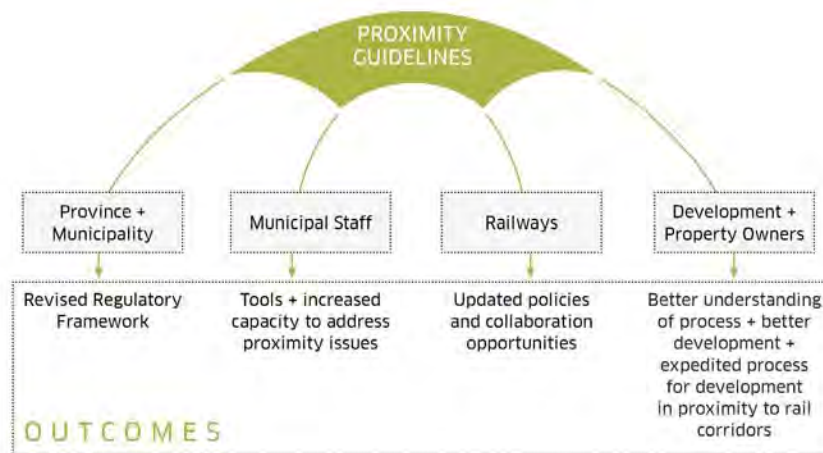 PROXIMITY
GUIDELINES
Province +
Municipality
Municipal Staff
Railways
Development +
Property Owners
Revised Regulatory
Framework
Tools + increased
capacity to address
proximity issues
Updated policies
and collaboration
opportunities
Better understanding
of process + better
development +
expedited process
for development
in proximity to rail
corridors
OUTCOMES